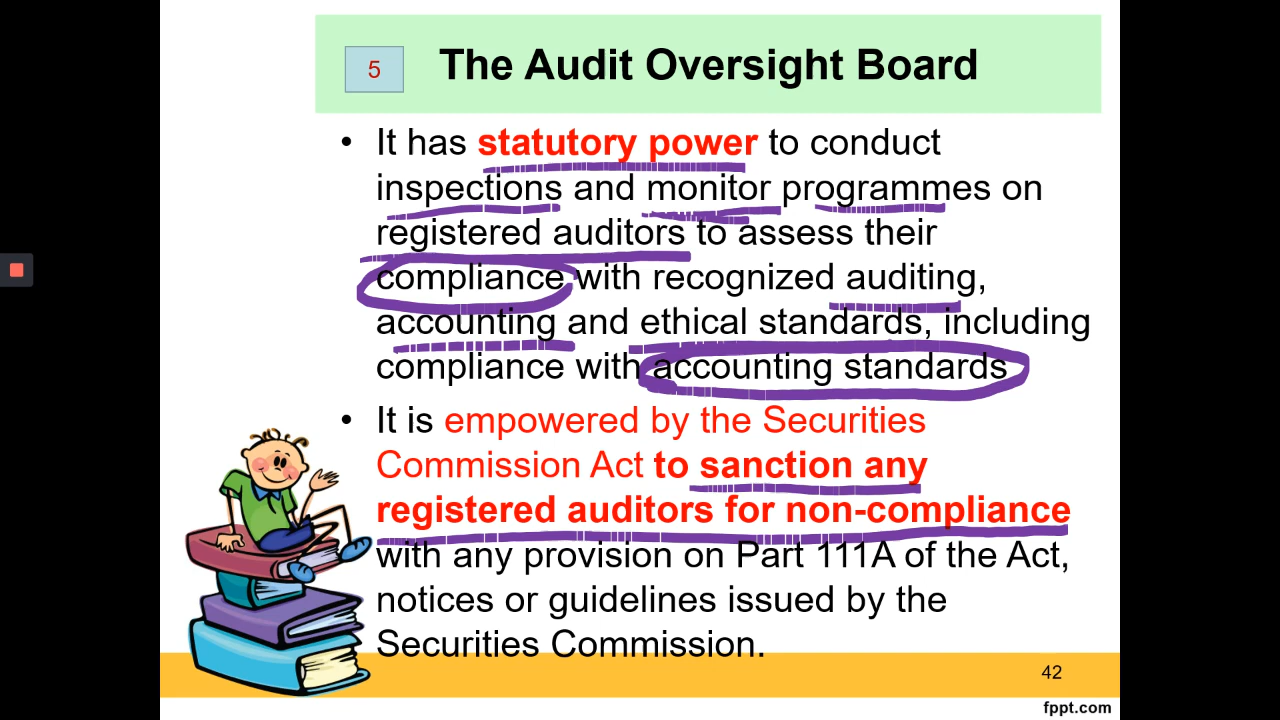 5
The Audit Oversight Board
• It has statutory power to conduct
inspections and monitor programmes on
registered auditors to assess their
compliance with recognized auditing,
accounting and ethical standards, including
compliance with accounting standards
• It is empowered by the Securities
Commission Act to sanction any
registered auditors for non-compliance
with any provision on Part 111A of the Act,
notices or guidelines issued by the
Securities Commission.
42
fppt.com